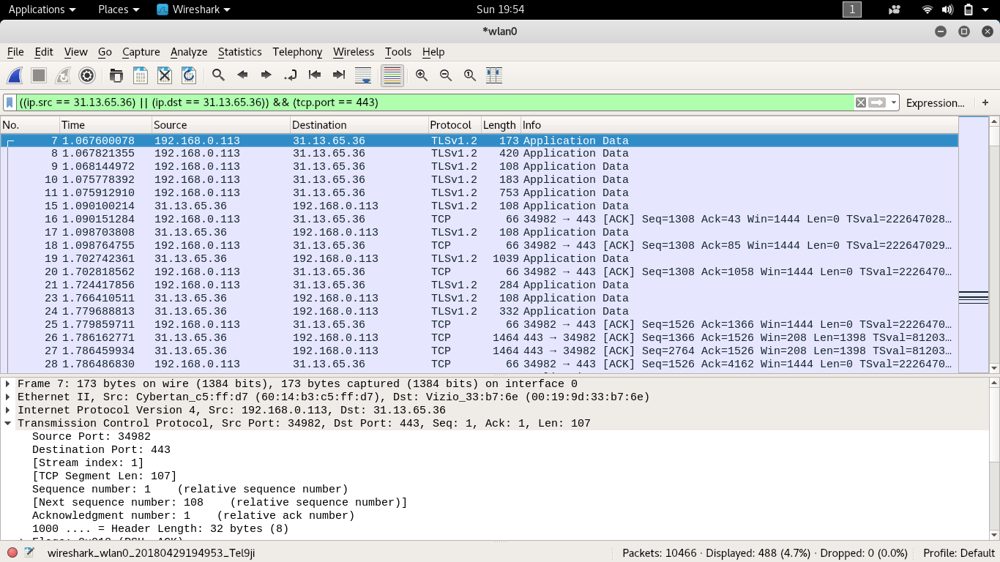 Applications Places Wireshark Sun 19:54 1
*wlan0
File Edit View Go Capture Analyze Statistics Telephony Wireless Tools Help
((ip.src == 31.13.65.36) || (ip.dst == 31.13.65.36)) && (tcp.port == 443) Expression... +
No. Time Source Destination Protocol Length Info
7 1.067600078 192.168.0.113 31.13.65.36 TLSv1.2 173 Application Data
8 1.067821355 192.168.0.113 31.13.65.36 TLSv1.2 420 Application Data
9 1.068144972 192.168.0.113 31.13.65.36 TLSv1.2 108 Application Data
10 1.075778392 192.168.0.113 31.13.65.36 TLSv1.2 183 Application Data
11 1.075912910 192.168.0.113 31.13.65.36 TLSv1.2 753 Application Data
15 1.090100214 31.13.65.36 192.168.0.113 TLSv1.2 108 Application Data
16 1.090151284 192.168.0.113 31.13.65.36 TCP 66 34982 → 443 [ACK] Seq=1308 Ack=43 Win=1444 Len=0 TSval=222647028…
17 1.098703808 31.13.65.36 192.168.0.113 TLSv1.2 108 Application Data
18 1.098764755 192.168.0.113 31.13.65.36 TCP 66 34982 → 443 [ACK] Seq=1308 Ack=85 Win=1444 Len=0 TSval=222647029…
19 1.702742361 31.13.65.36 192.168.0.113 TLSv1.2 1039 Application Data
20 1.702818562 192.168.0.113 31.13.65.36 TCP 66 34982 → 443 [ACK] Seq=1308 Ack=1058 Win=1444 Len=0 TSval=2226470…
21 1.724417856 192.168.0.113 31.13.65.36 TLSv1.2 284 Application Data
23 1.766410511 31.13.65.36 192.168.0.113 TLSv1.2 108 Application Data
24 1.779688813 31.13.65.36 192.168.0.113 TLSv1.2 332 Application Data
25 1.779859711 192.168.0.113 31.13.65.36 TCP 66 34982 → 443 [ACK] Seq=1526 Ack=1366 Win=1444 Len=0 TSval=2226470…
26 1.786162771 31.13.65.36 192.168.0.113 TCP 1464 443 → 34982 [ACK] Seq=1366 Ack=1526 Win=208 Len=1398 TSval=81203…
27 1.786459934 31.13.65.36 192.168.0.113 TCP 1464 443 → 34982 [ACK] Seq=2764 Ack=1526 Win=208 Len=1398 TSval=81203…
28 1.786486830 192.168.0.113 31.13.65.36 TCP 66 34982 → 443 [ACK] Seq=1526 Ack=4162 Win=1444 Len=0 TSval=2226470…
Frame 7: 173 bytes on wire (1384 bits), 173 bytes captured (1384 bits) on interface 0
Ethernet II, Src: Cybertan_c5:ff:d7 (60:14:b3:c5:ff:d7), Dst: Vizio_33:b7:6e (00:19:9d:33:b7:6e)
Internet Protocol Version 4, Src: 192.168.0.113, Dst: 31.13.65.36
Transmission Control Protocol, Src Port: 34982, Dst Port: 443, Seq: 1, Ack: 1, Len: 107
Source Port: 34982
Destination Port: 443
[Stream index: 1]
[TCP Segment Len: 107]
Sequence number: 1 (relative sequence number)
[Next sequence number: 108 (relative sequence number)]
Acknowledgment number: 1 (relative ack number)
1000 .... = Header Length: 32 bytes (8)
Flags: 0x018 (PSH, ACK)
wireshark_wlan0_20180429194953_Tel9ji Packets: 10466 · Displayed: 488 (4.7%) · Dropped: 0 (0.0%) Profile: Default